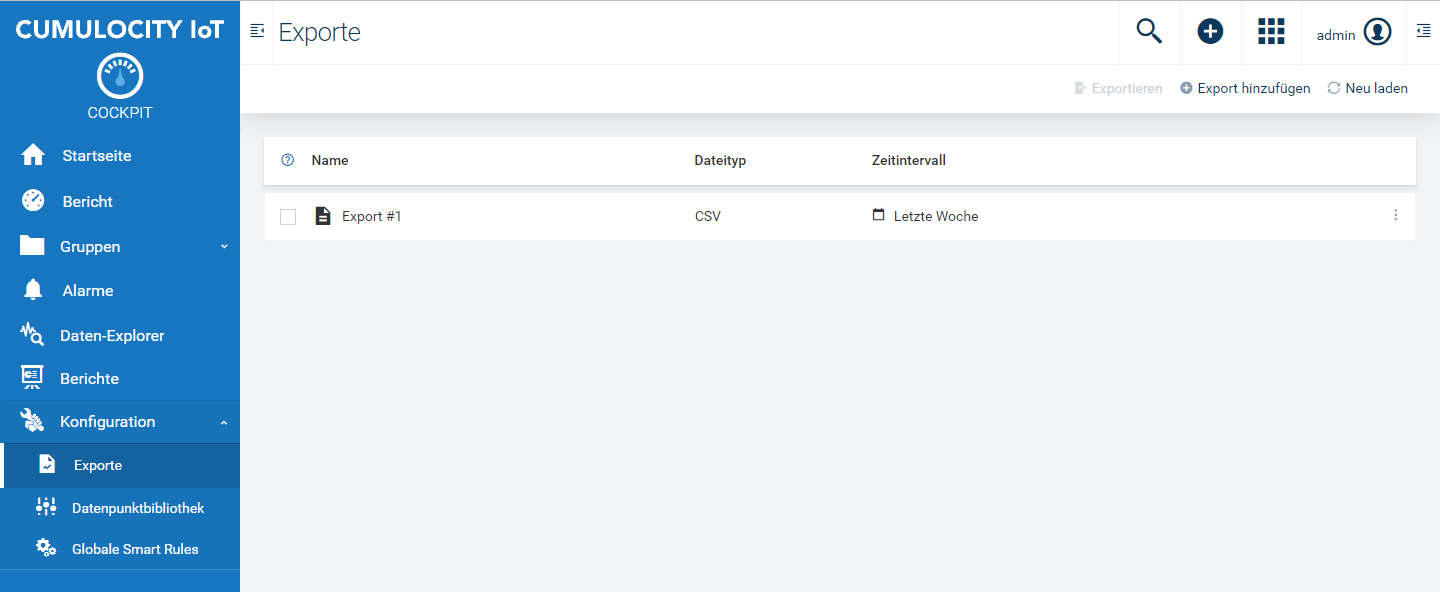 CUMULOCITY IoT
COCKPIT
Startseite
Bericht
Gruppen
Alarme
Daten-Explorer
Berichte
Konfiguration
Exporte
Datenpunktbibliothek
Globale Smart Rules
Exporte
admin
Exportieren Export hinzufügen Neu laden
Name Dateityp Zeitintervall
Export #1 CSV Letzte Woche